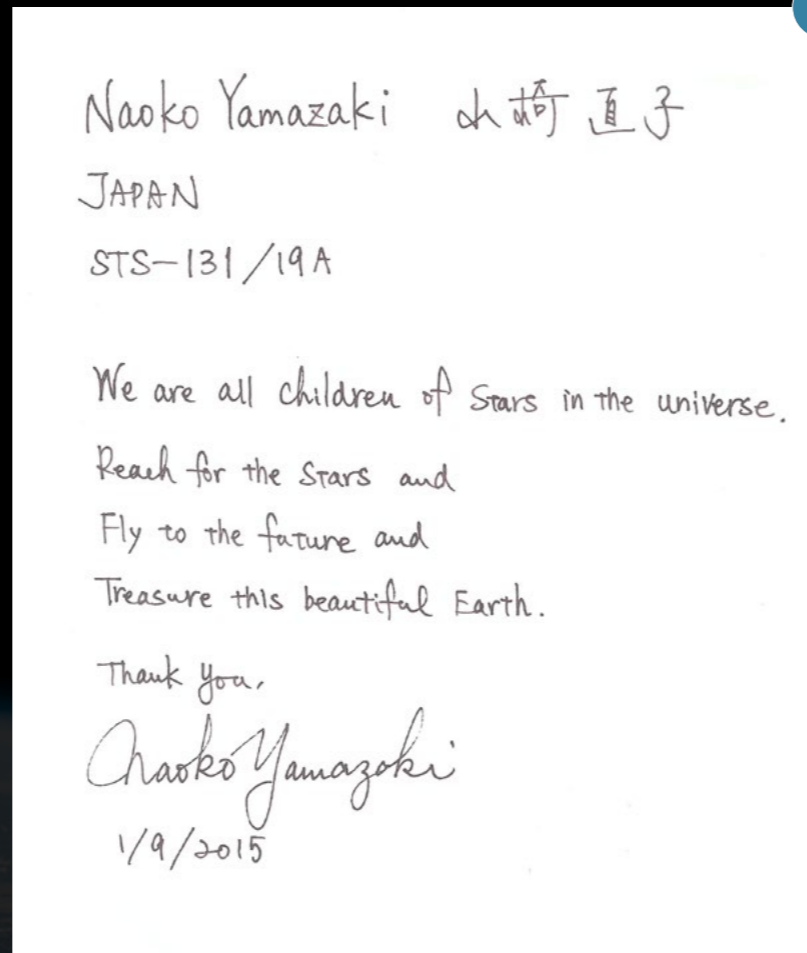 Naoko Yamazaki 山崎直子
JAPAN
STS-131/19A
We are all children of Stars in the universe.
Reach for the Stars and
Fly to the future and
Treasure this beautiful Earth.
Thank you,
Naoko Yamazaki
1/9/2015